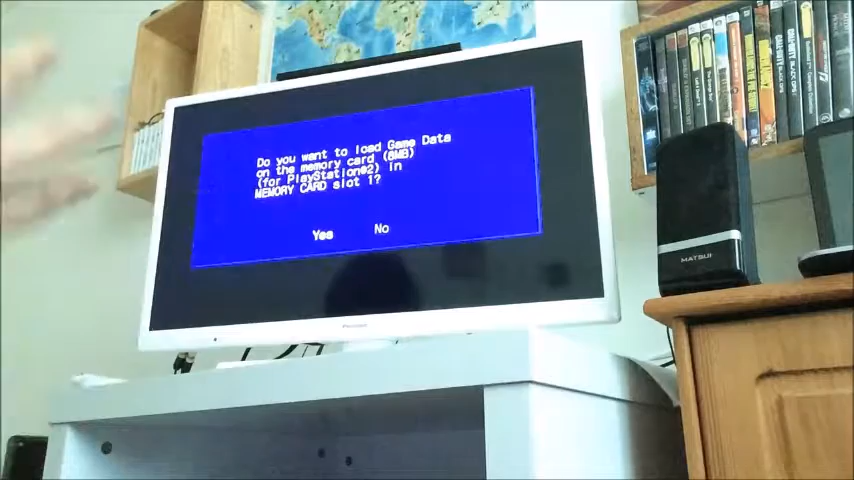 Do you want to load Game Data
on the memory card (8MB)
(for PlayStation®2) in
MEMORY CARD slot 1?
Yes No
MATSUI